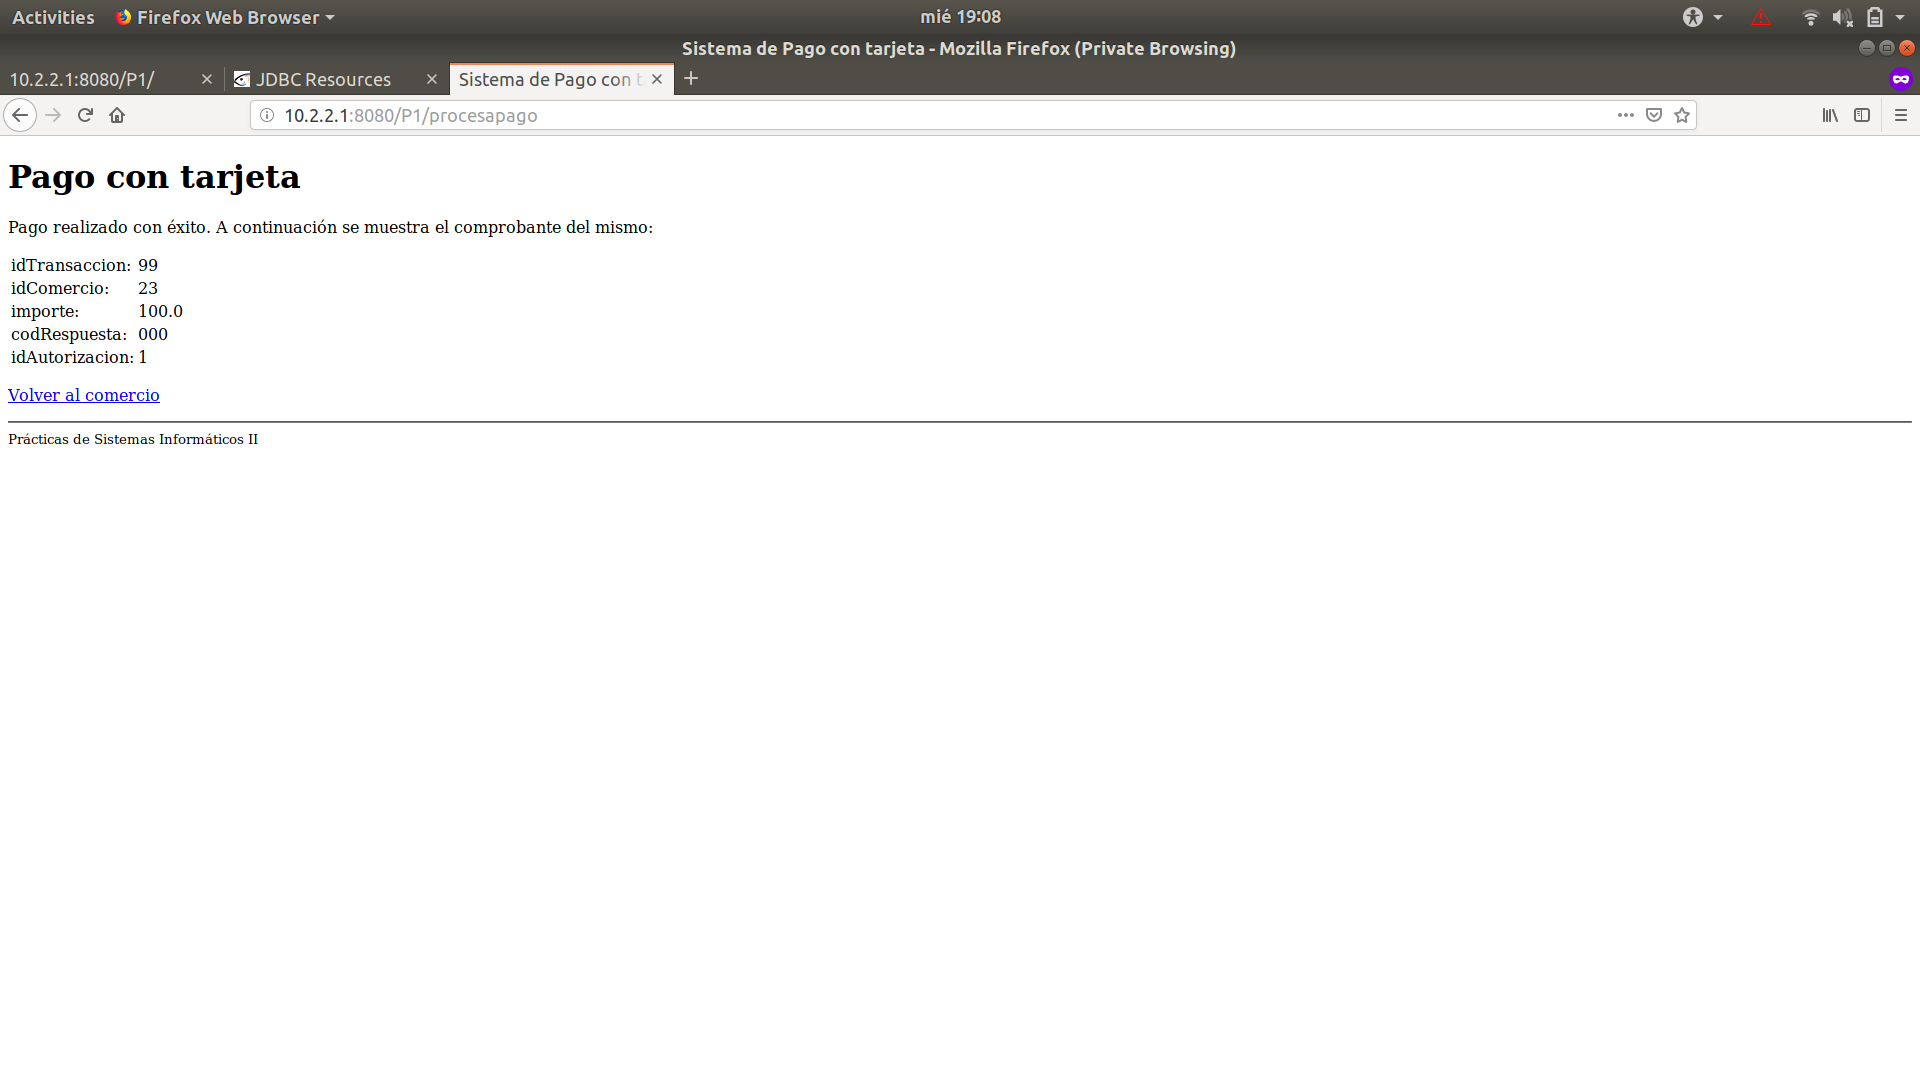 Activities Firefox Web Browser mié 19:08
Sistema de Pago con tarjeta - Mozilla Firefox (Private Browsing)
10.2.2.1:8080/P1/ JDBC Resources Sistema de Pago con t
10.2.2.1:8080/P1/procesapago
Pago con tarjeta
Pago realizado con éxito. A continuación se muestra el comprobante del mismo:
idTransaccion: 99
idComercio: 23
importe: 100.0
codRespuesta: 000
idAutorizacion: 1
Volver al comercio
Prácticas de Sistemas Informáticos II